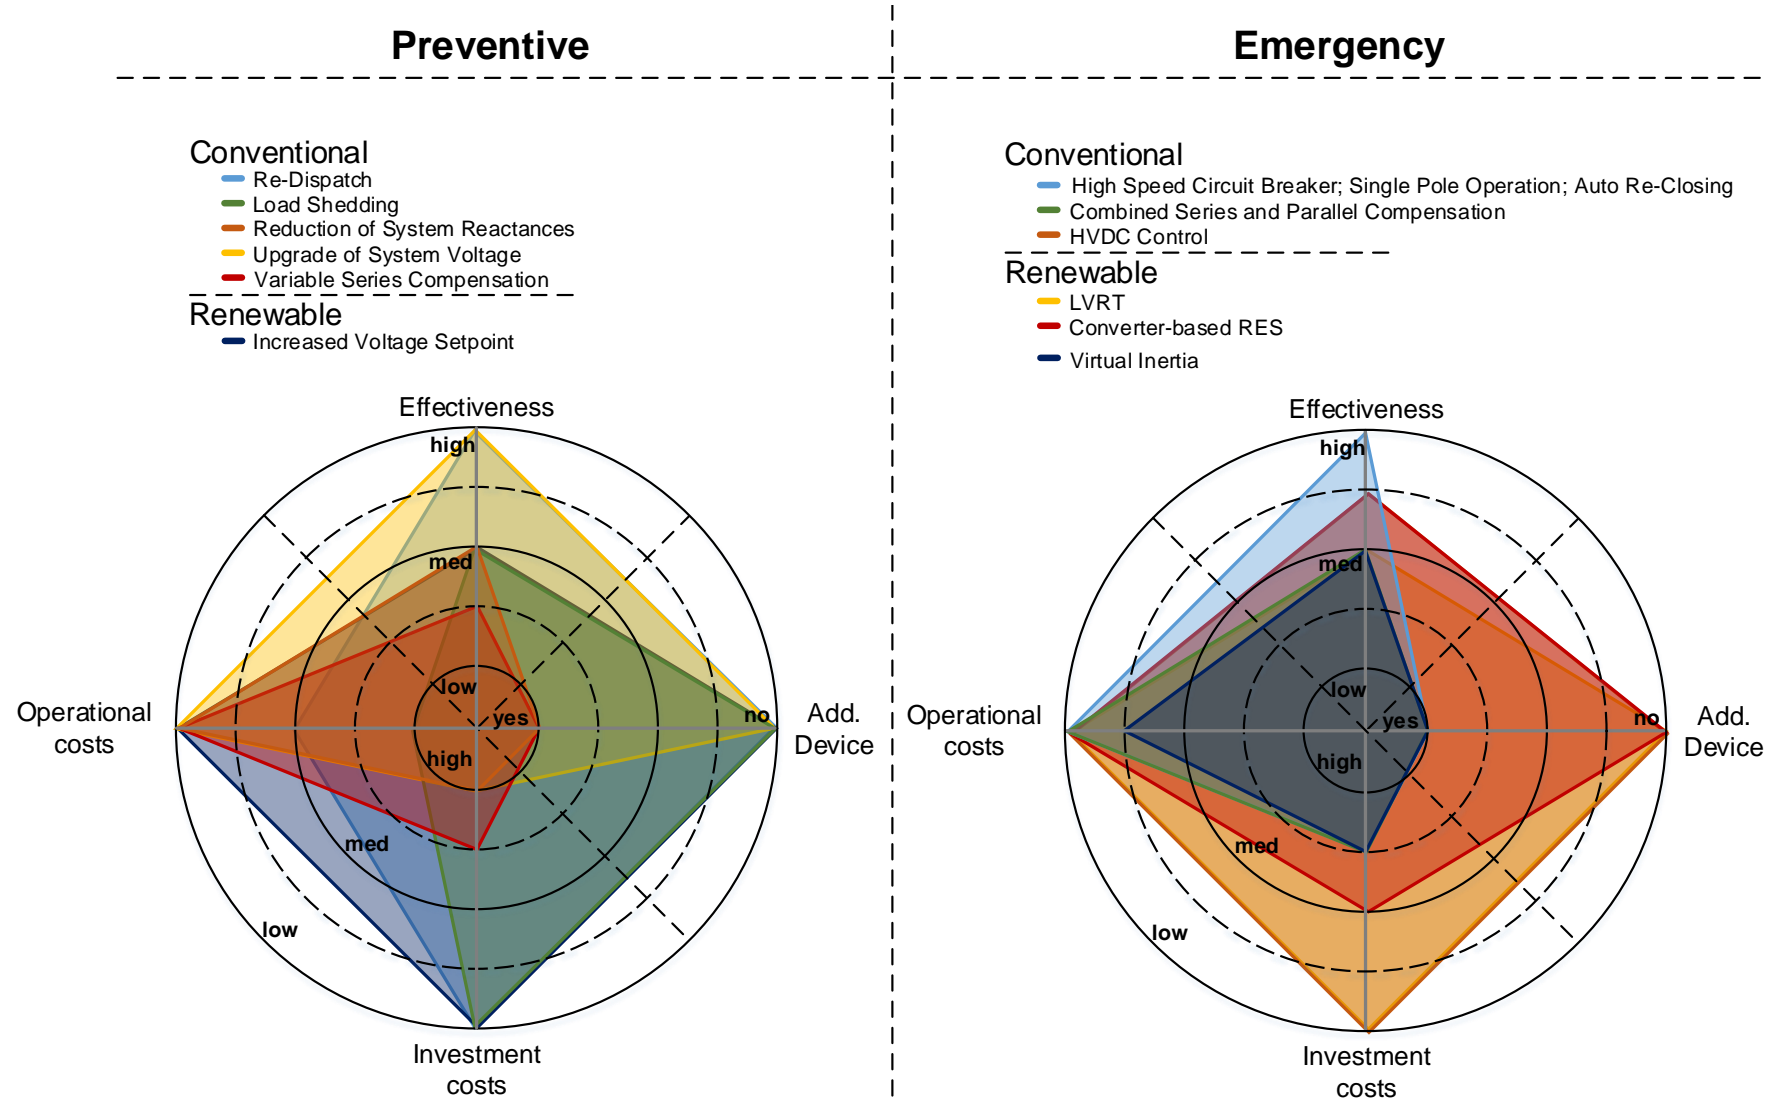 Preventive
Conventional
Re-Dispatch
Load Shedding
Reduction of System Reactances
Upgrade of System Voltage
Variable Series Compensation
Renewable
Increased Voltage Setpoint
Effectiveness
high
med
low
yes
no
Add.
Device
Operational
costs
high
med
low
Investment
costs
Emergency
Conventional
High Speed Circuit Breaker; Single Pole Operation; Auto Re-Closing
Combined Series and Parallel Compensation
HVDC Control
Renewable
LVRT
Converter-based RES
Virtual Inertia
Effectiveness
high
med
low
yes
no
Add.
Device
Operational
costs
high
med
low
Investment
costs